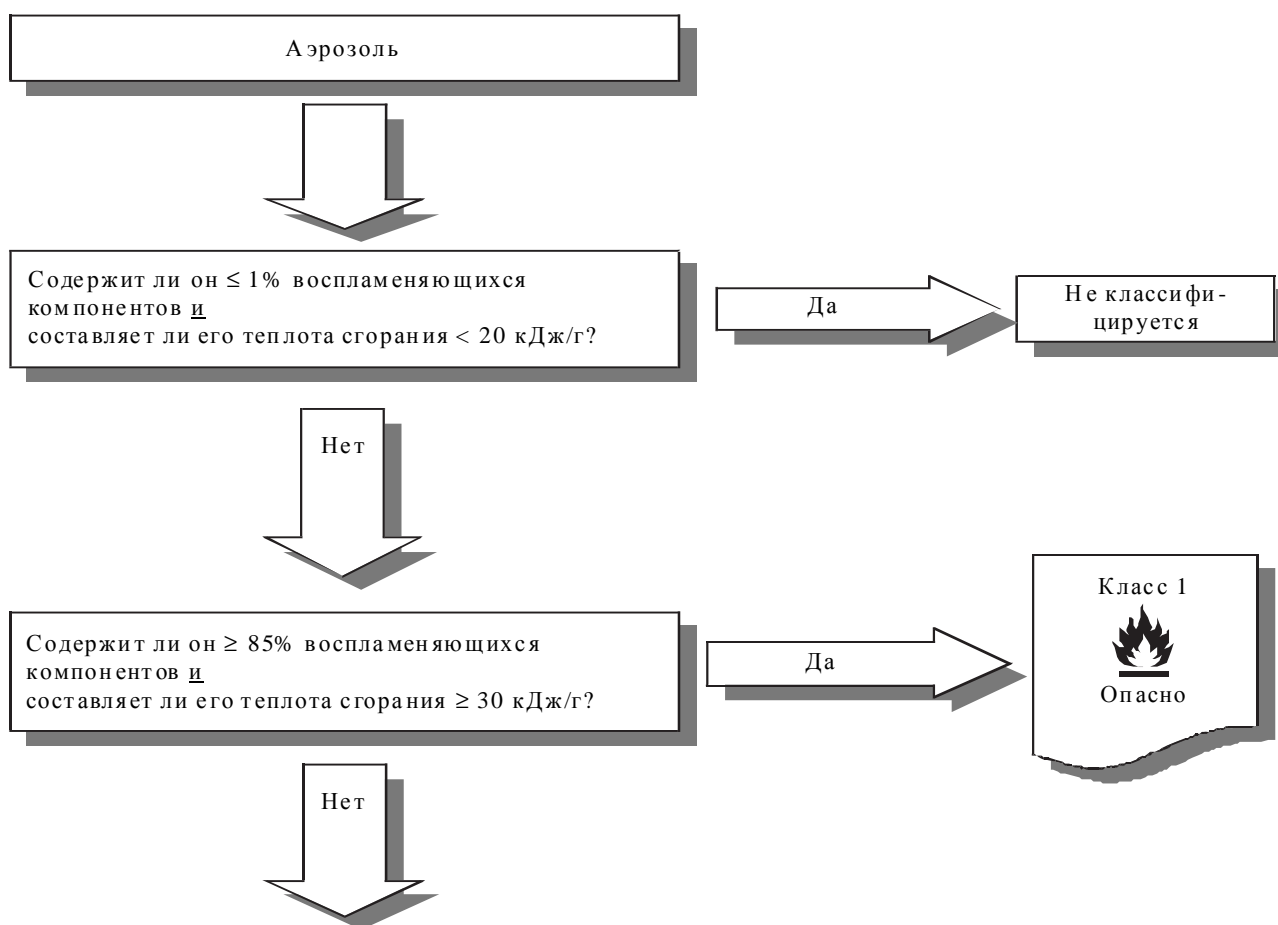 Аэрозоль
Содержит ли он ≤ 1% воспламеняющихся
компонентов и
составляет ли его теплота сгорания < 20 кДж/г?
Да
Не классифи-
цируется
Нет
Содержит ли он ≥ 85% воспламеняющихся
компонентов и
составляет ли его теплота сгорания ≥ 30 кДж/г?
Да
Класс 1
Опасно
Нет